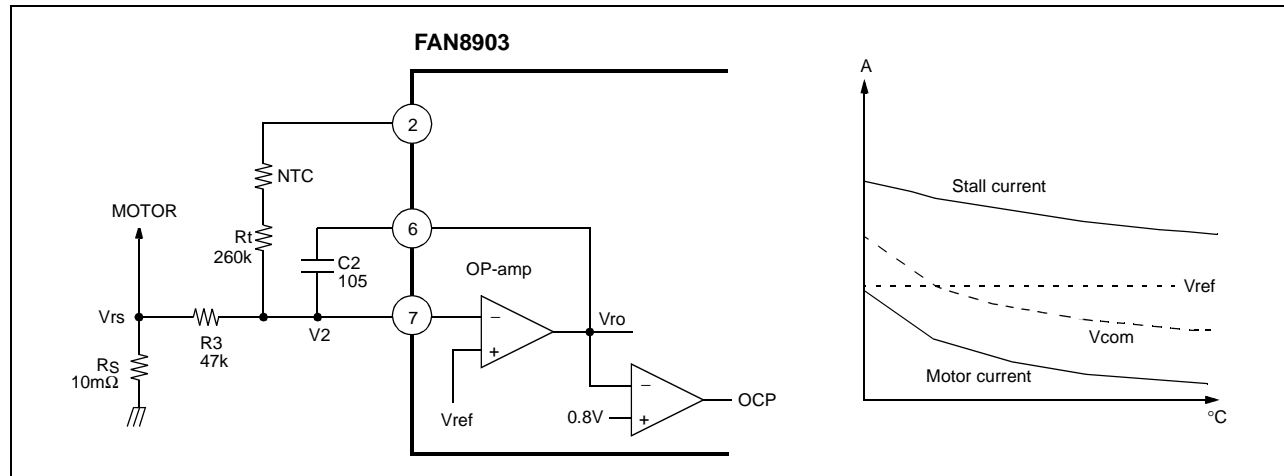 FAN8903
2
NTC
MOTOR
Rt
260k
6
C2
105
OP-amp
7
Vrs
R3
47k
V2
−
+
Vro
RS
10mΩ
Vref
−
0.8V
+
OCP
A
Stall current
Vref
Vcom
Motor current
°C